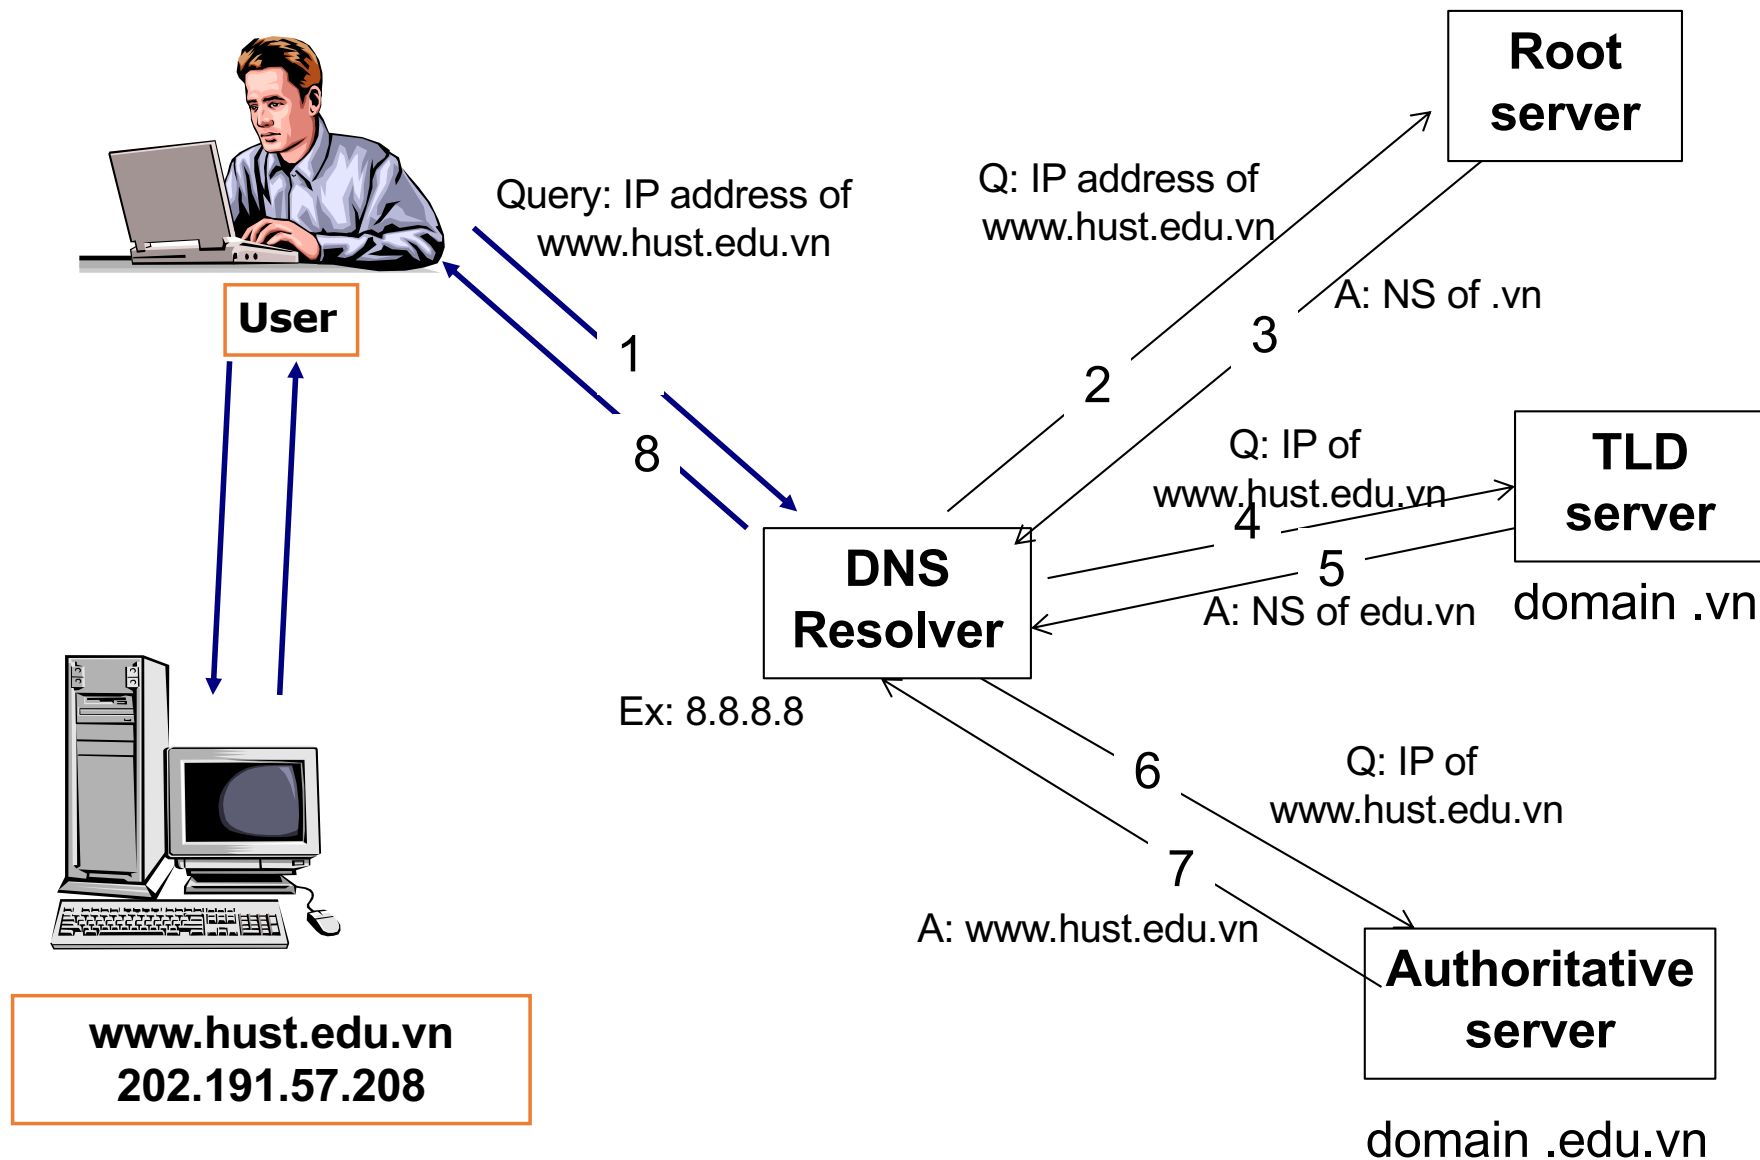 Root
server
Query: IP address of
www.hust.edu.vn
Q: IP address of
www.hust.edu.vn
A: NS of .vn
User
1
2
3
8
Q: IP of
www.hust.edu.vn
4
5
A: NS of edu.vn
TLD
server
domain .vn
DNS
Resolver
Ex: 8.8.8.8
6
Q: IP of
www.hust.edu.vn
7
A: www.hust.edu.vn
Authoritative
server
domain .edu.vn
www.hust.edu.vn
202.191.57.208